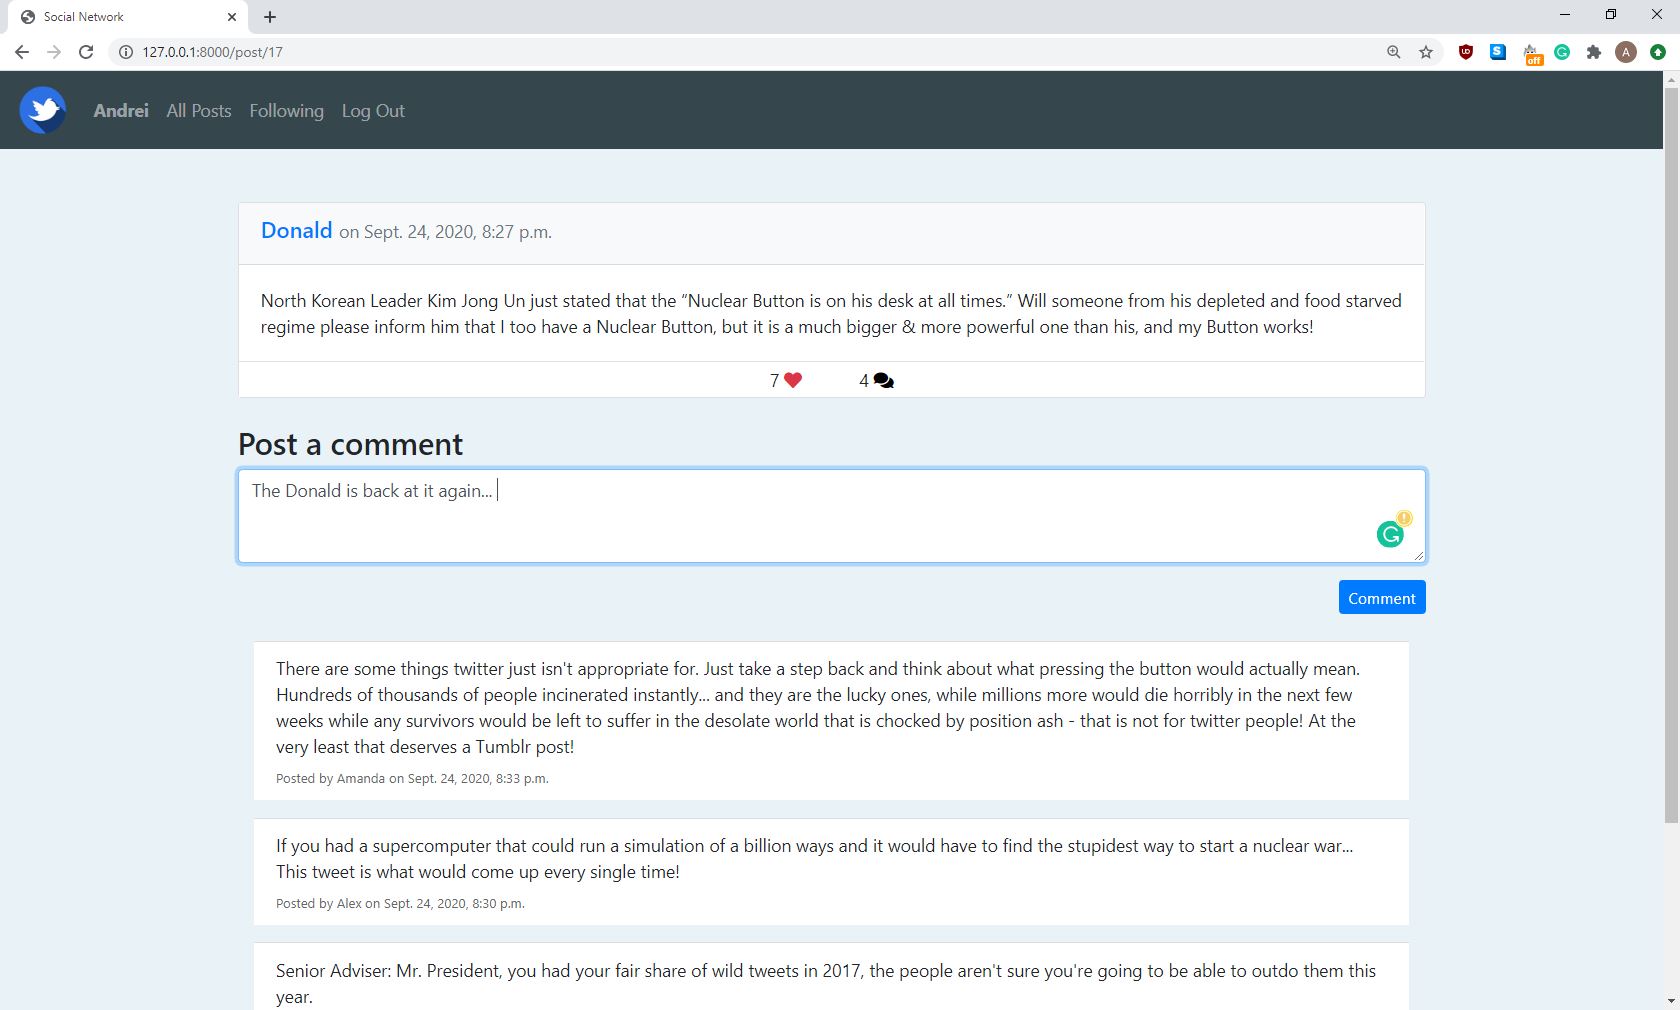 Social Network
127.0.0.1:8000/post/17
off
A
Andrei All Posts Following Log Out
Donald on Sept. 24, 2020, 8:27 p.m.
North Korean Leader Kim Jong Un just stated that the “Nuclear Button is on his desk at all times.” Will someone from his depleted and food starved
regime please inform him that I too have a Nuclear Button, but it is a much bigger & more powerful one than his, and my Button works!
7 4
Post a comment
The Donald is back at it again...
Comment
There are some things twitter just isn't appropriate for. Just take a step back and think about what pressing the button would actually mean.
Hundreds of thousands of people incinerated instantly... and they are the lucky ones, while millions more would die horribly in the next few
weeks while any survivors would be left to suffer in the desolate world that is chocked by position ash - that is not for twitter people! At the
very least that deserves a Tumblr post!
Posted by Amanda on Sept. 24, 2020, 8:33 p.m.
If you had a supercomputer that could run a simulation of a billion ways and it would have to find the stupidest way to start a nuclear war...
This tweet is what would come up every single time!
Posted by Alex on Sept. 24, 2020, 8:30 p.m.
Senior Adviser: Mr. President, you had your fair share of wild tweets in 2017, the people aren't sure you're going to be able to outdo them this
year.